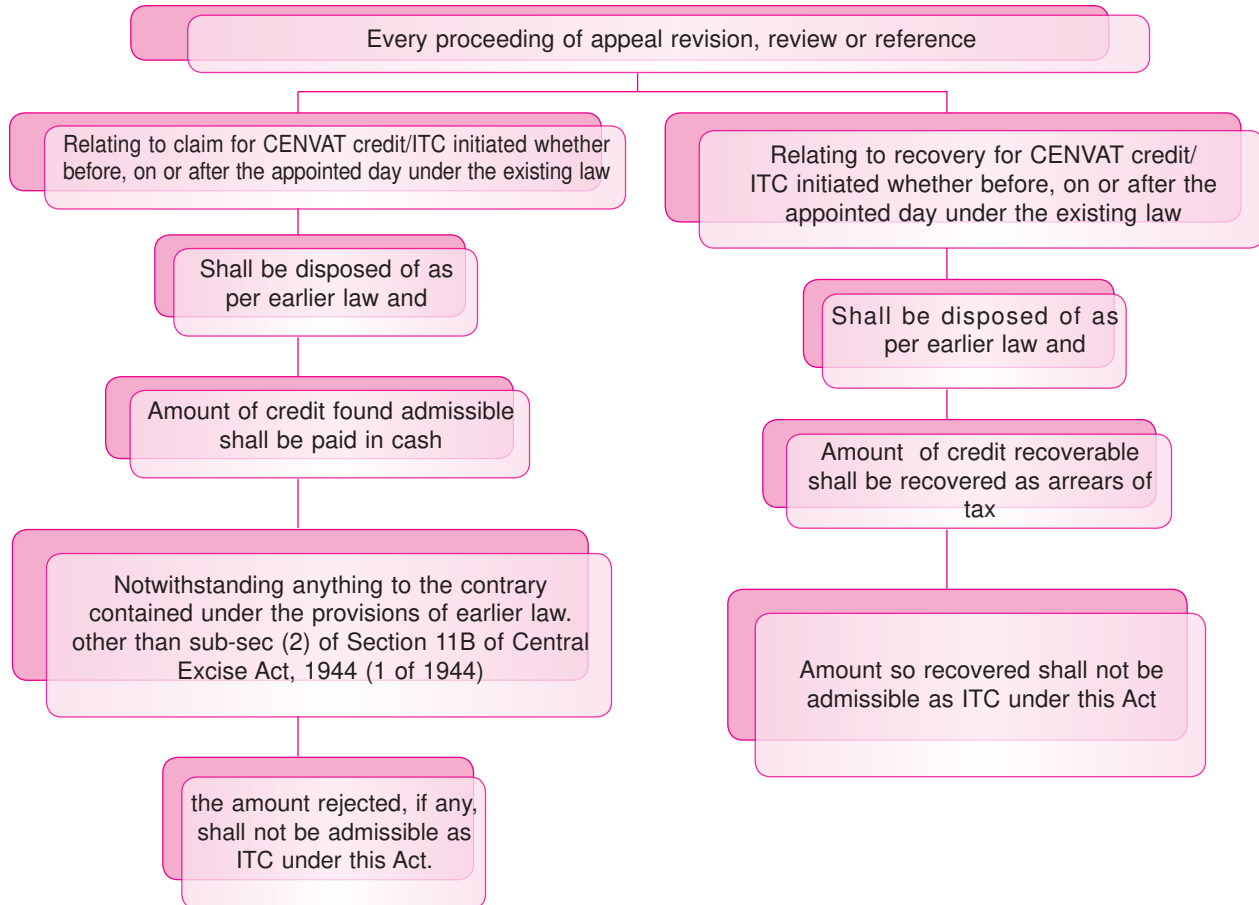 Every proceeding of appeal revision, review or reference
Relating to claim for CENVAT credit/ITC initiated whether
before, on or after the appointed day under the existing law
Shall be disposed of as
per earlier law and
Amount of credit found admissible
shall be paid in cash
Notwithstanding anything to the contrary
contained under the provisions of earlier law.
other than sub-sec (2) of Section 11B of Central
Excise Act, 1944 (1 of 1944)
the amount rejected, if any,
shall not be admissible as
ITC under this Act.
Relating to recovery for CENVAT credit/
ITC initiated whether before, on or after the
appointed day under the existing law
Shall be disposed of as
per earlier law and
Amount of credit recoverable
shall be recovered as arrears of
tax
Amount so recovered shall not be
admissible as ITC under this Act